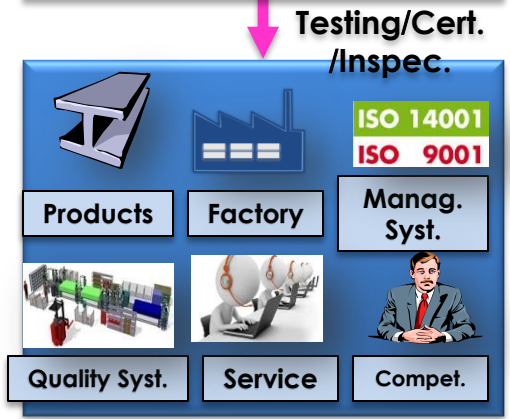 Testing/Cert.
/Inspec.
ISO 14001
ISO 9001
Products
Factory
Manag.
Syst.
Quality Syst.
Service
Compet.